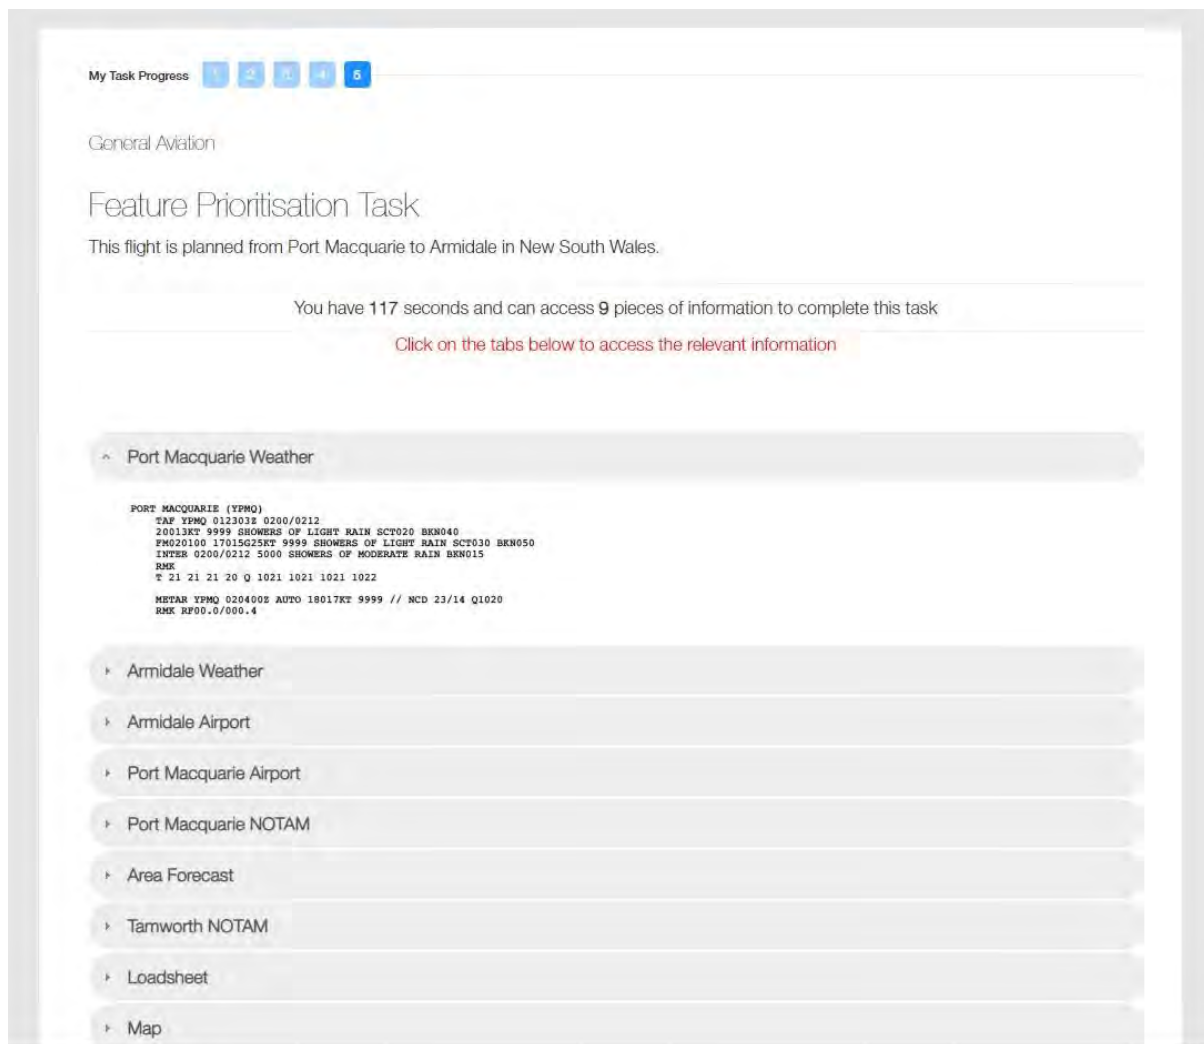 My Task Progress 1 2 3 4 5
General Aviation
Feature Prioritisation Task
This flight is planned from Port Macquarie to Armidale in New South Wales.
You have 117 seconds and can access 9 pieces of information to complete this task
Click on the tabs below to access the relevant information
Port Macquarie Weather
PORT MACQUARIE (YPMQ)
TAF YPMQ 012303Z 0200/0212
20013KT 9999 SHOWERS OF LIGHT RAIN SCT020 BKN040
FM020100 17015G25KT 9999 SHOWERS OF LIGHT RAIN SCT030 BKN050
INTER 0200/0212 5000 SHOWERS OF MODERATE RAIN BKN015
RMK
T 21 21 21 20 Q 1021 1021 1021 1022
METAR YPMQ 020400Z AUTO 18017KT 9999 // NCD 23/14 Q1020
RMK RF00.0/000.4
Armidale Weather
Armidale Airport
Port Macquarie Airport
Port Macquarie NOTAM
Area Forecast
Tamworth NOTAM
Loadsheet
Map